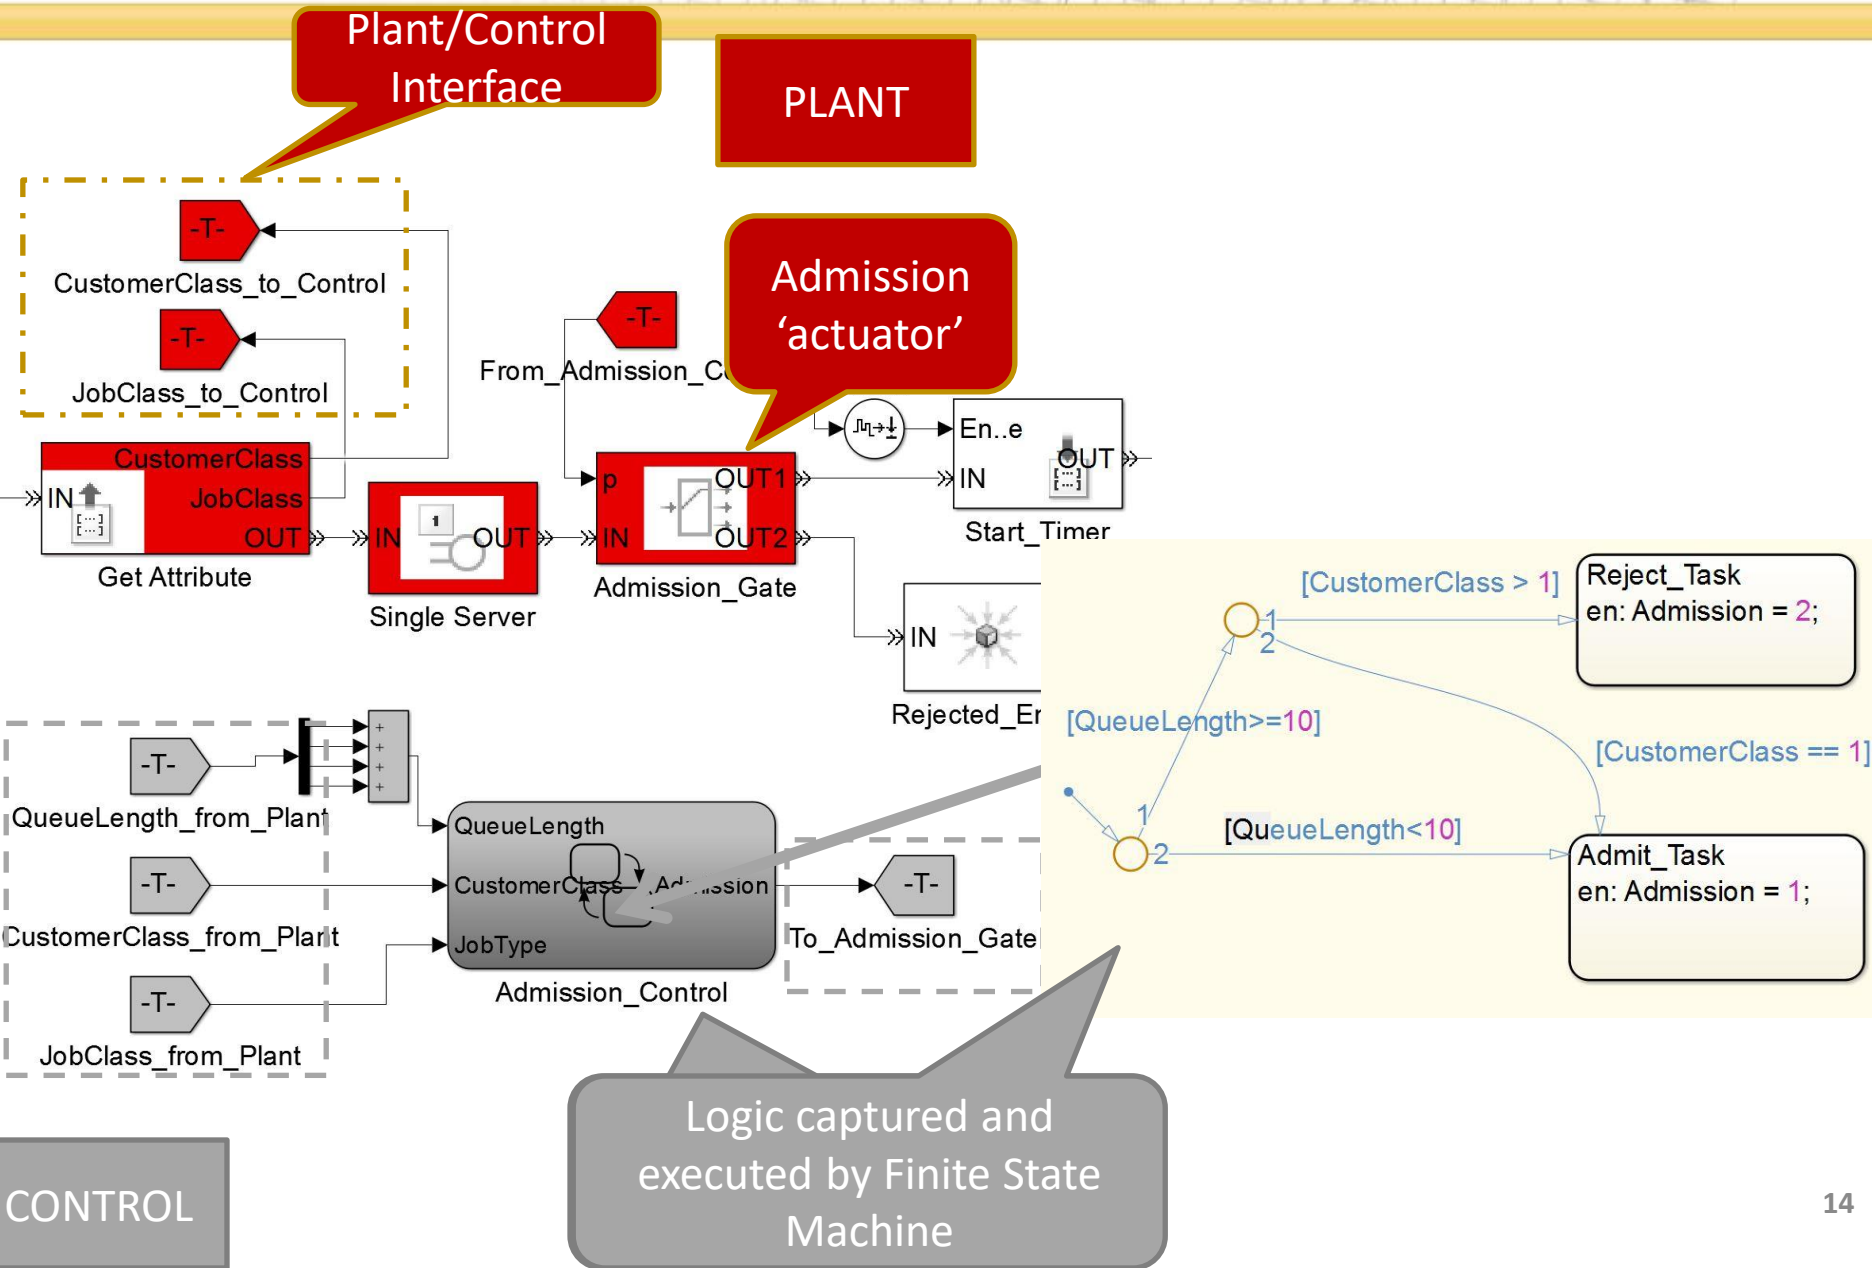 Plant/Control
Interface
PLANT
-T-
CustomerClass_to_Control
-T-
JobClass_to_Control
Admission
‘actuator’
-T-
From_Admission_C
CustomerClass
IN
JobClass
OUT
Get Attribute
IN
OUT
Single Server
p
OUT1
IN
OUT2
Admission_Gate
En..e
OUT
IN
Start_Timer
IN
Rejected_Er
[CustomerClass > 1]
Reject_Task
en: Admission = 2;
1
2
[QueueLength>=10]
[CustomerClass == 1]
1
2
[QueueLength<10]
Admit_Task
en: Admission = 1;
-T-
QueueLength_from_Plant
+
+
+
+
-T-
CustomerClass_from_Plant
-T-
JobClass_from_Plant
QueueLength
CustomerClass
Admission
JobType
Admission_Control
-T-
To_Admission_Gate
Logic captured and
executed by Finite State
Machine
CONTROL
14